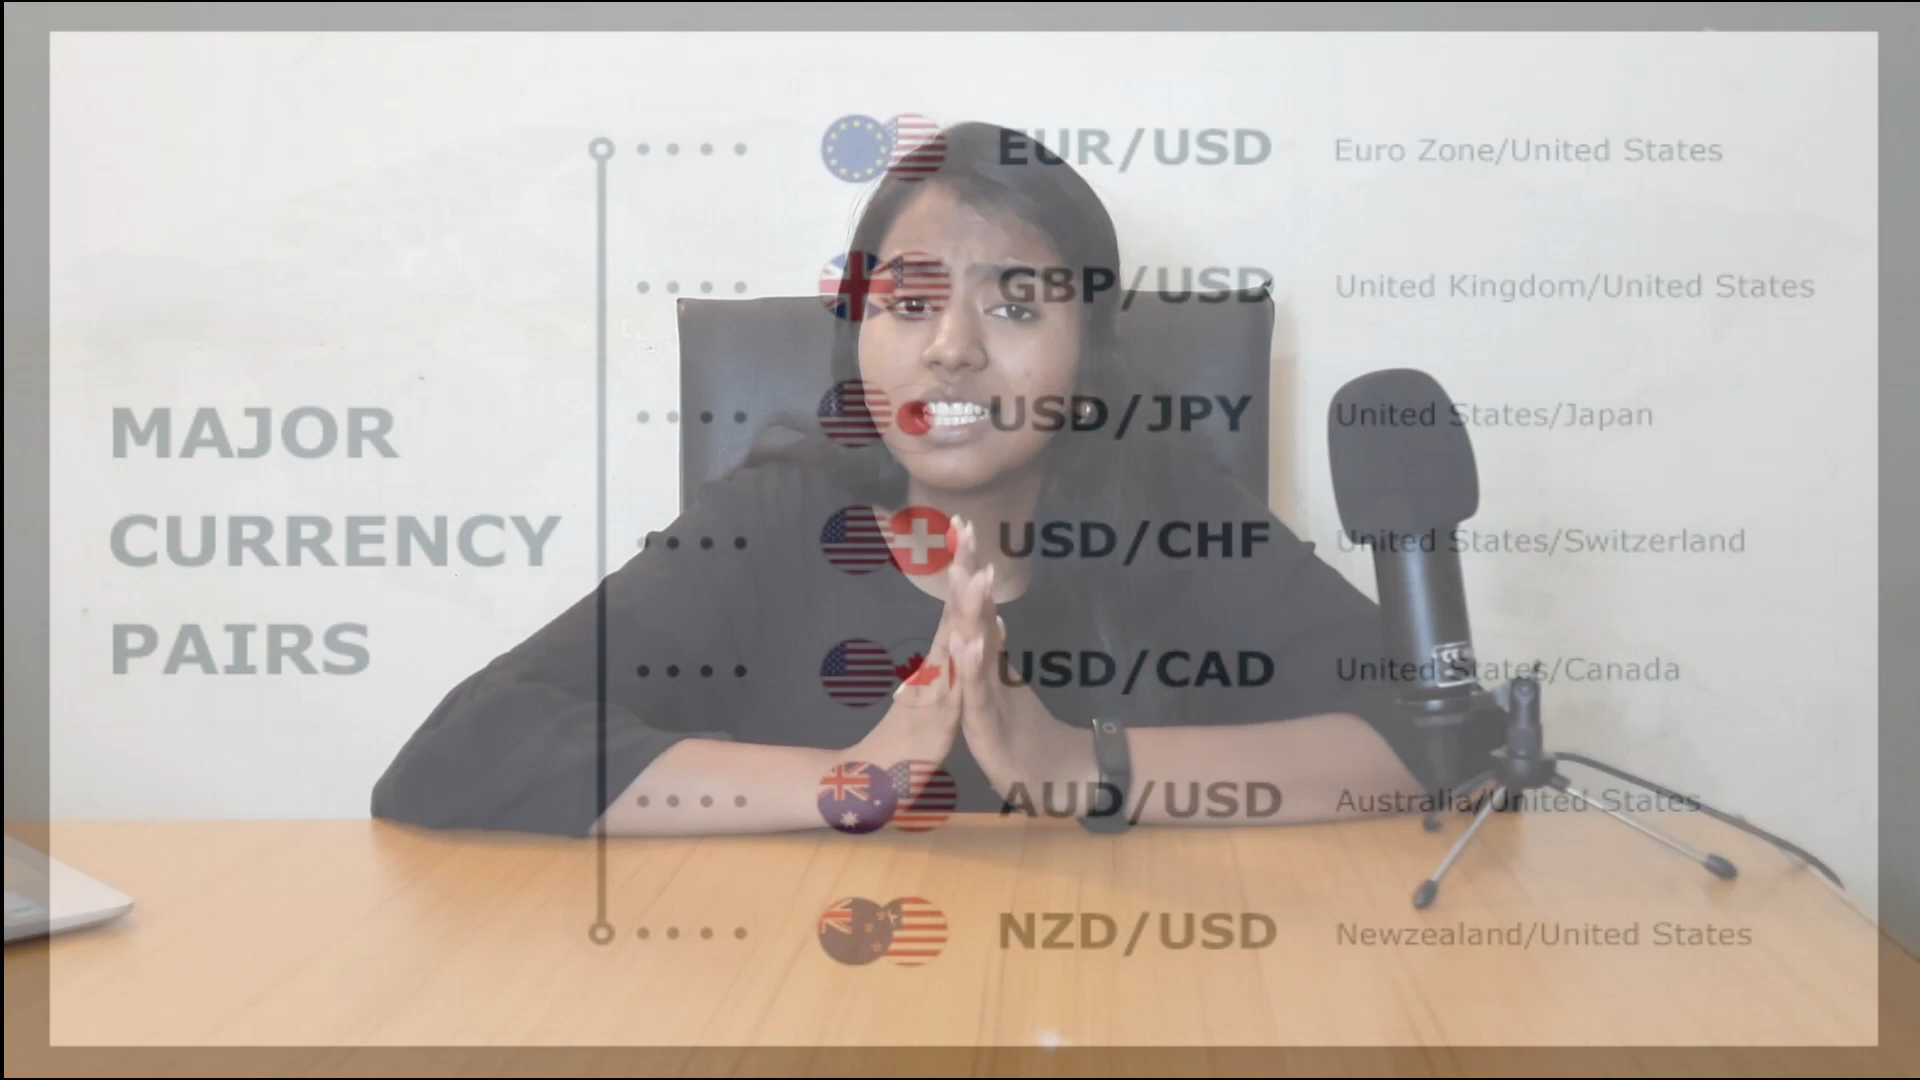 MAJOR
CURRENCY
PAIRS
EUR/USD Euro Zone/United States
GBP/USD United Kingdom/United States
USD/JPY United States/Japan
USD/CHF United States/Switzerland
USD/CAD United States/Canada
AUD/USD Australia/United States
NZD/USD Newzealand/United States